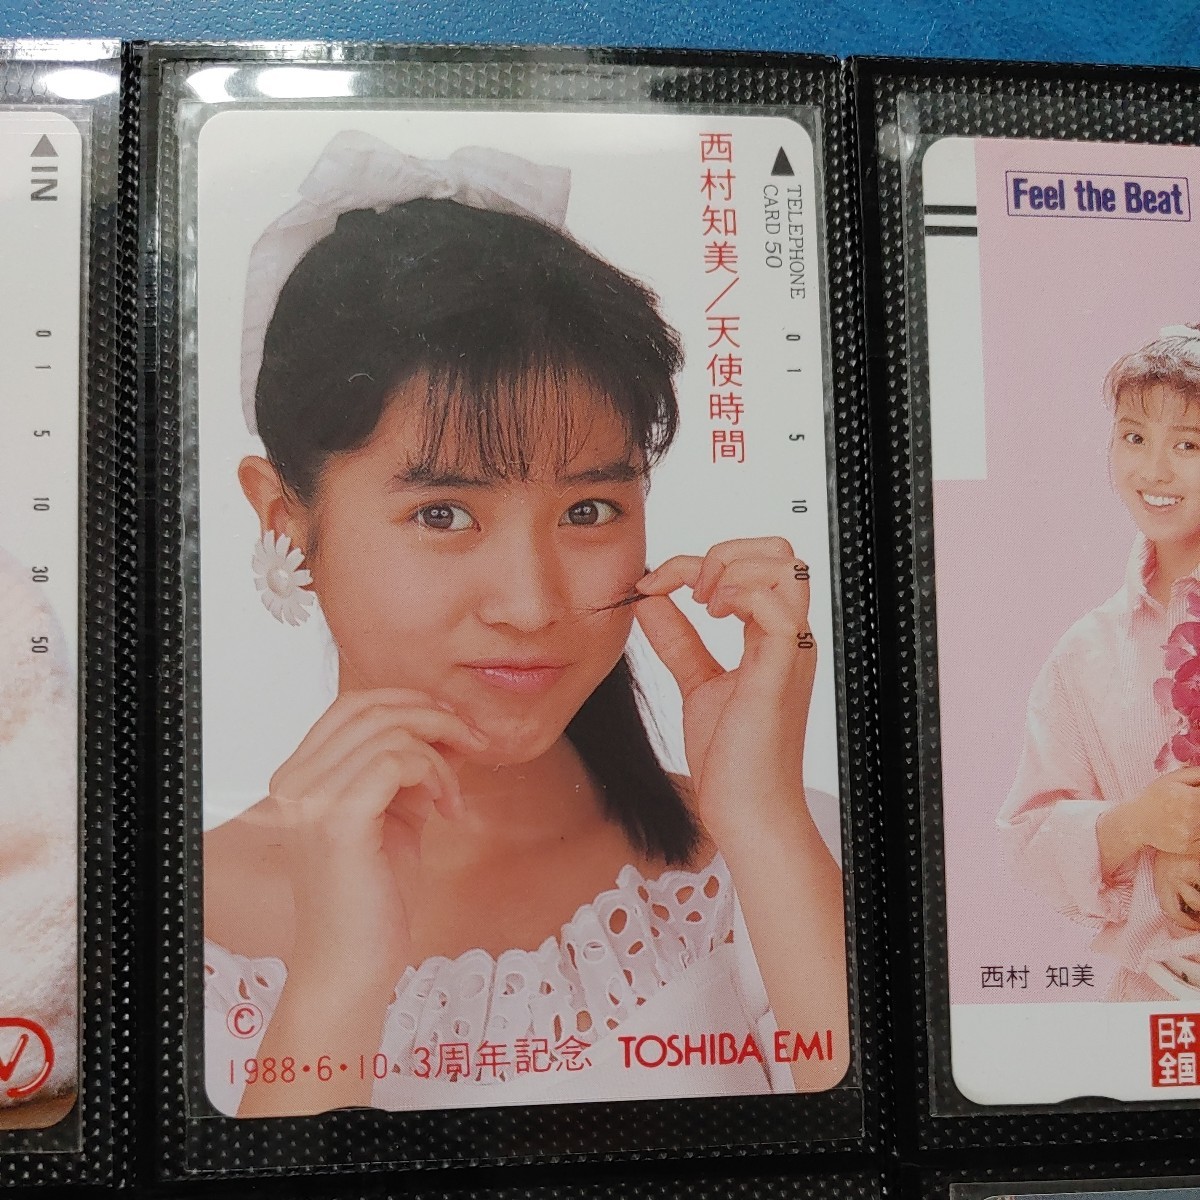 IN
0
1
5
10
30
50
西村知美/天使時間
TELEPHONE
CARD 50
0
1
5
10
30
50
©
1988・6・10 3周年記念
TOSHIBA EMI
Feel the Beat
西村 知美
日本
全国